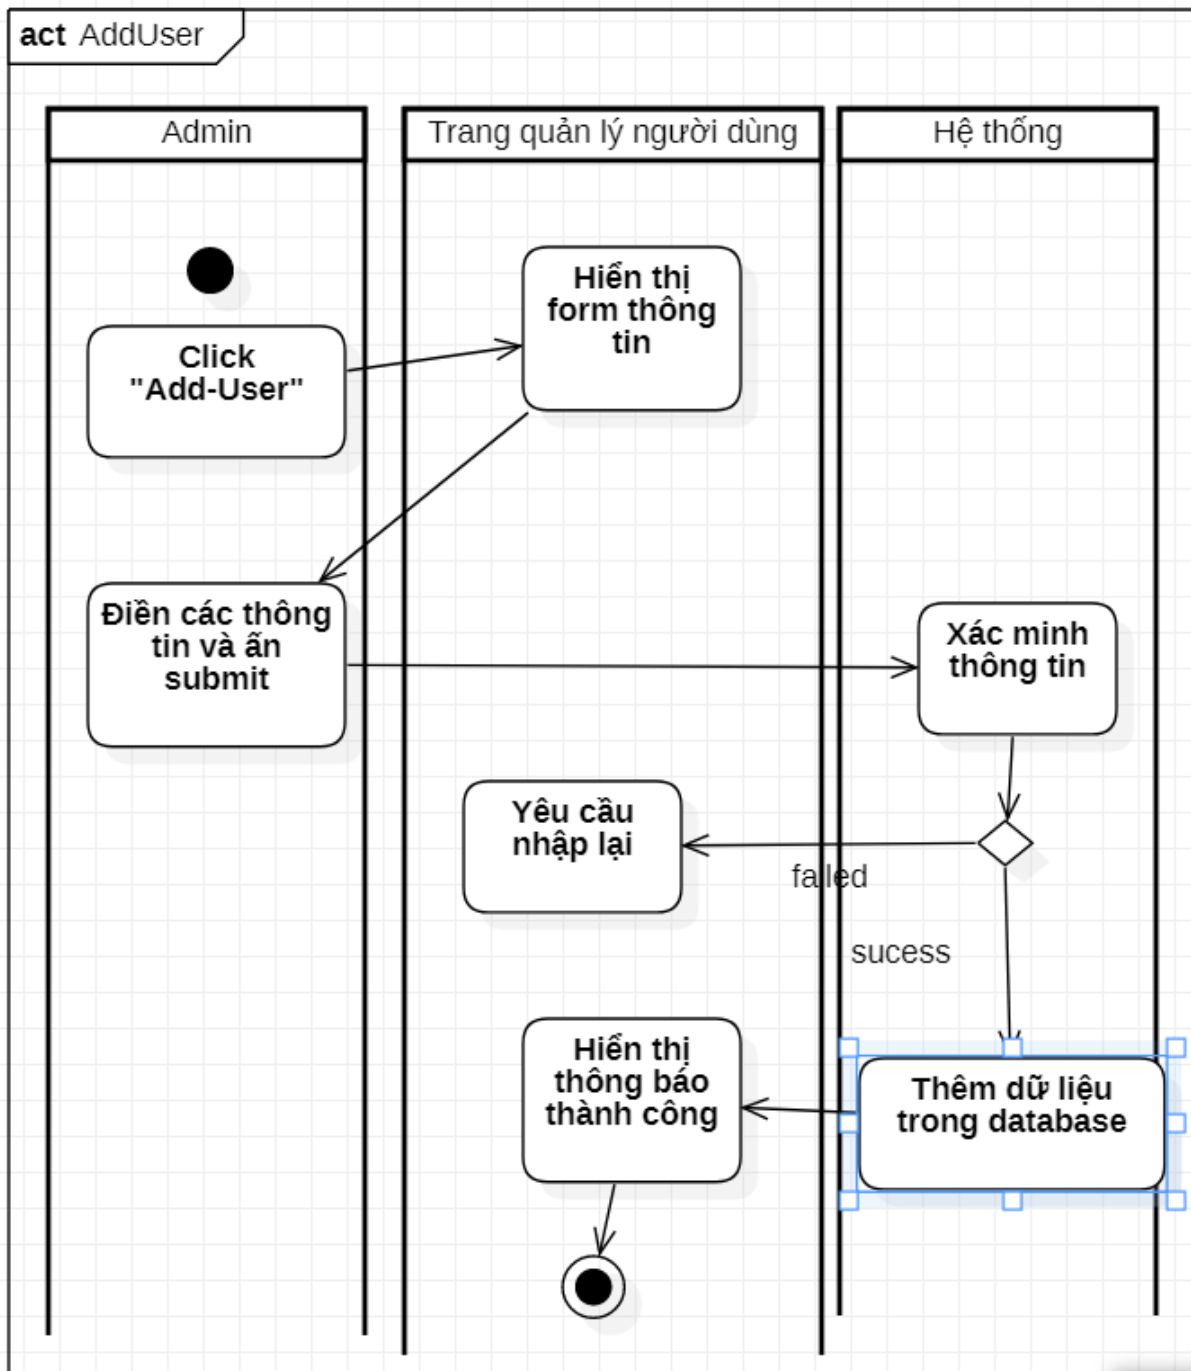 act AddUser
Admin
Trang quản lý người dùng
Hệ thống
Click
"Add-User"
Hiển thị
form thông
tin
Điền các thông
tin và ấn
submit
Xác minh
thông tin
Yêu cầu
nhập lại
failed
sucess
Hiển thị
thông báo
thành công
Thêm dữ liệu
trong database